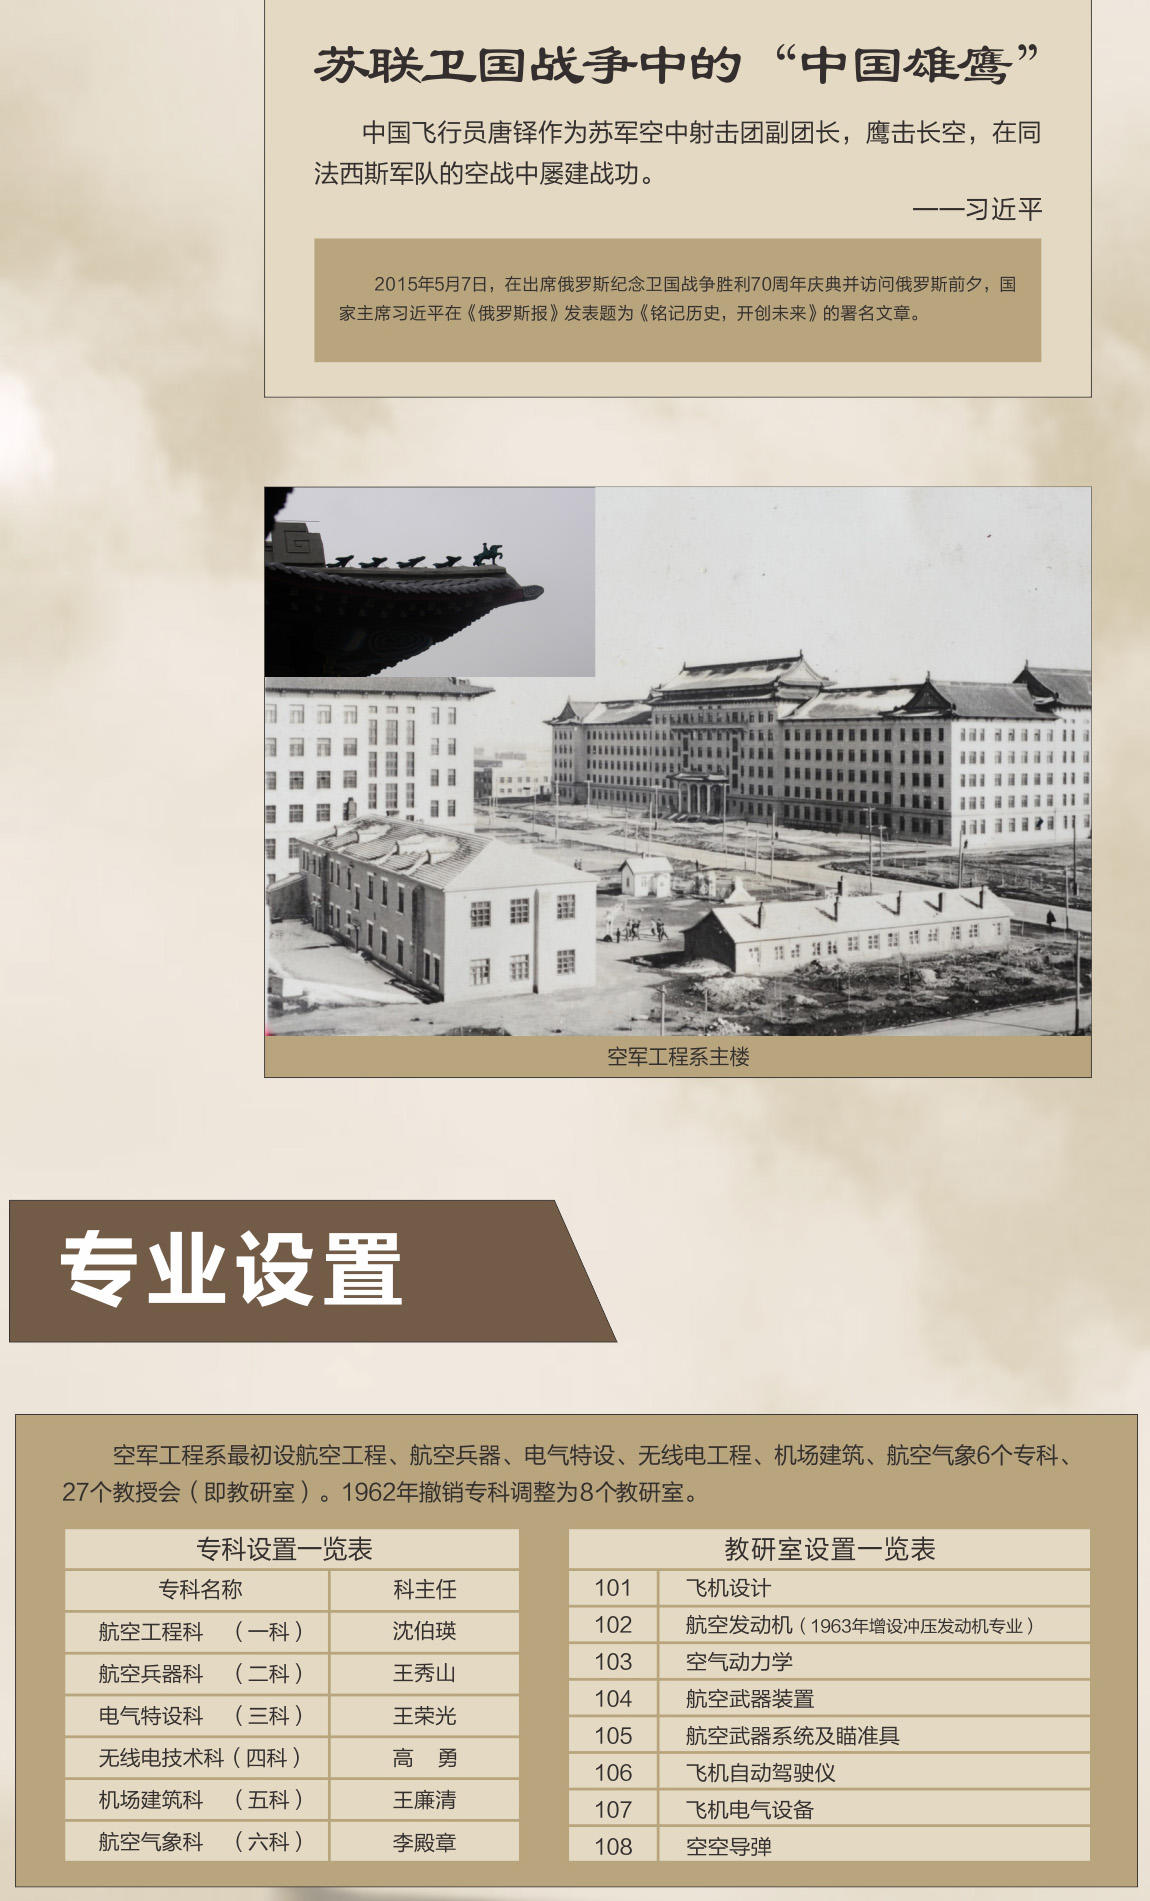 苏联卫国战争中的“中国雄鹰”
中国飞行员唐铎作为苏军空中射击团副团长，鹰击长空，在同
法西斯军队的空战中屡建战功。
——习近平
2015年5月7日，在出席俄罗斯纪念卫国战争胜利70周年庆典并访问俄罗斯前夕，国
家主席习近平在《俄罗斯报》发表题为《铭记历史，开创未来》的署名文章。
空军工程系主楼
专业设置
空军工程系最初设航空工程、航空兵器、电气特设、无线电工程、机场建筑、航空气象6个专科、
27个教授会（即教研室）。1962年撤销专科调整为8个教研室。
专科设置一览表
专科名称 科主任
航空工程科 （一科） 沈伯瑛
航空兵器科 （二科） 王秀山
电气特设科 （三科） 王荣光
无线电技术科（四科） 高 勇
机场建筑科 （五科） 王廉清
航空气象科 （六科） 李殿章
教研室设置一览表
101 飞机设计
102 航空发动机（1963年增设冲压发动机专业）
103 空气动力学
104 航空武器装置
105 航空武器系统及瞄准具
106 飞机自动驾驶仪
107 飞机电气设备
108 空空导弹